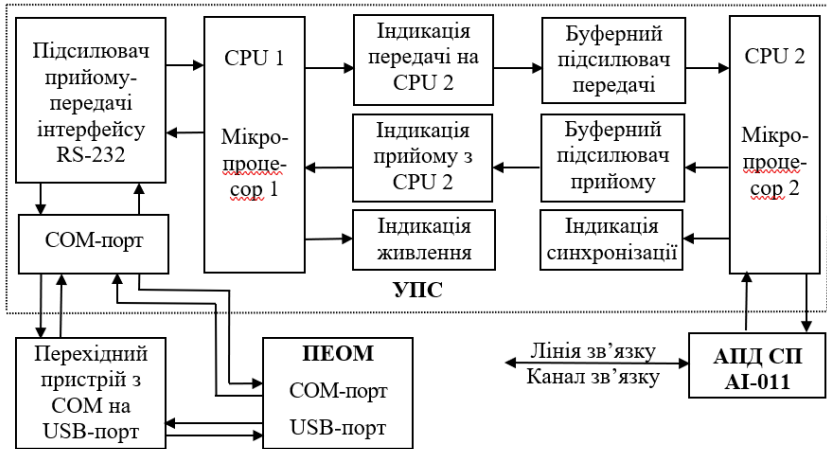 Підсилювач
прийому-
передачі
інтерфейсу
RS-232
CPU 1
Мікро-
проце-
сор 1
Індикація
передачі на
CPU 2
Буферний
підсилювач
передачі
CPU 2
Мікро-
проце-
сор 2
Індикація
прийому з
CPU 2
Буферний
підсилювач
прийому
COM-порт
Індикація
живлення
Індикація
синхронізації
УПС
Перехідний
пристрій з
COM на
USB-порт
ПЕОМ
COM-порт
USB-порт
Лінія зв’язку
Канал зв’язку
АПД СП
АІ-011